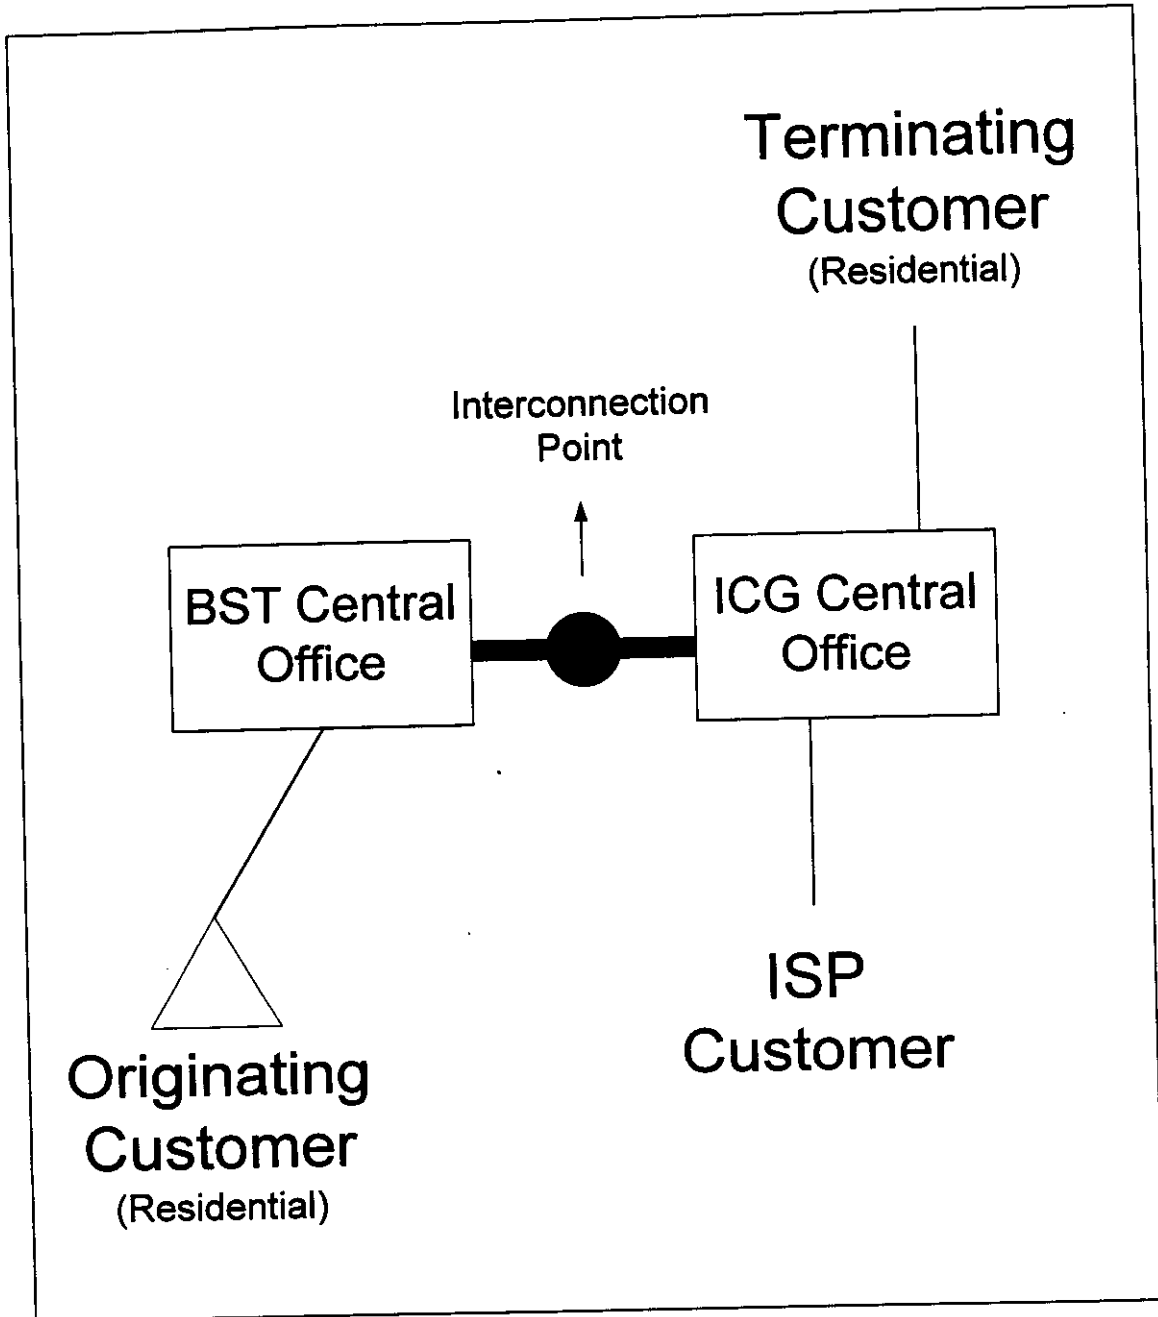 Terminating
Customer
(Residential)
Interconnection
Point
BST Central
Office
ICG Central
Office
ISP
Customer
Originating
Customer
(Residential)